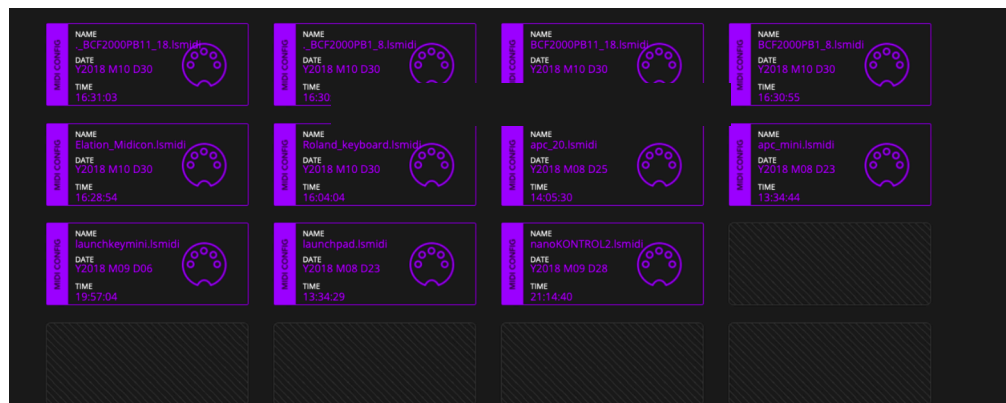 MIDI CONFIG
NAME
._BCF2000PB11_18.lsmidi
DATE
Y2018 M10 D30
TIME
16:31:03
MIDI CONFIG
NAME
._BCF2000PB1_8.lsmidi
DATE
Y2018 M10 D30
TIME
16:30
MIDI CONFIG
NAME
BCF2000PB11_18.lsmidi
DATE
Y2018 M10 D30
MIDI CONFIG
NAME
BCF2000PB1_8.lsmidi
DATE
Y2018 M10 D30
TIME
16:30:55
MIDI CONFIG
NAME
Elation_Midicon.lsmidi
DATE
Y2018 M10 D30
TIME
16:28:54
MIDI CONFIG
NAME
Roland_keyboard.lsmidi
DATE
Y2018 M10 D30
TIME
16:04:04
MIDI CONFIG
NAME
apc_20.lsmidi
DATE
Y2018 M08 D25
TIME
14:05:30
MIDI CONFIG
NAME
apc_mini.lsmidi
DATE
Y2018 M08 D23
TIME
13:34:44
MIDI CONFIG
NAME
launchkeymini.lsmidi
DATE
Y2018 M09 D06
TIME
19:57:04
MIDI CONFIG
NAME
launchpad.lsmidi
DATE
Y2018 M08 D23
TIME
13:34:29
MIDI CONFIG
NAME
nanoKONTROL2.lsmidi
DATE
Y2018 M09 D28
TIME
21:14:40